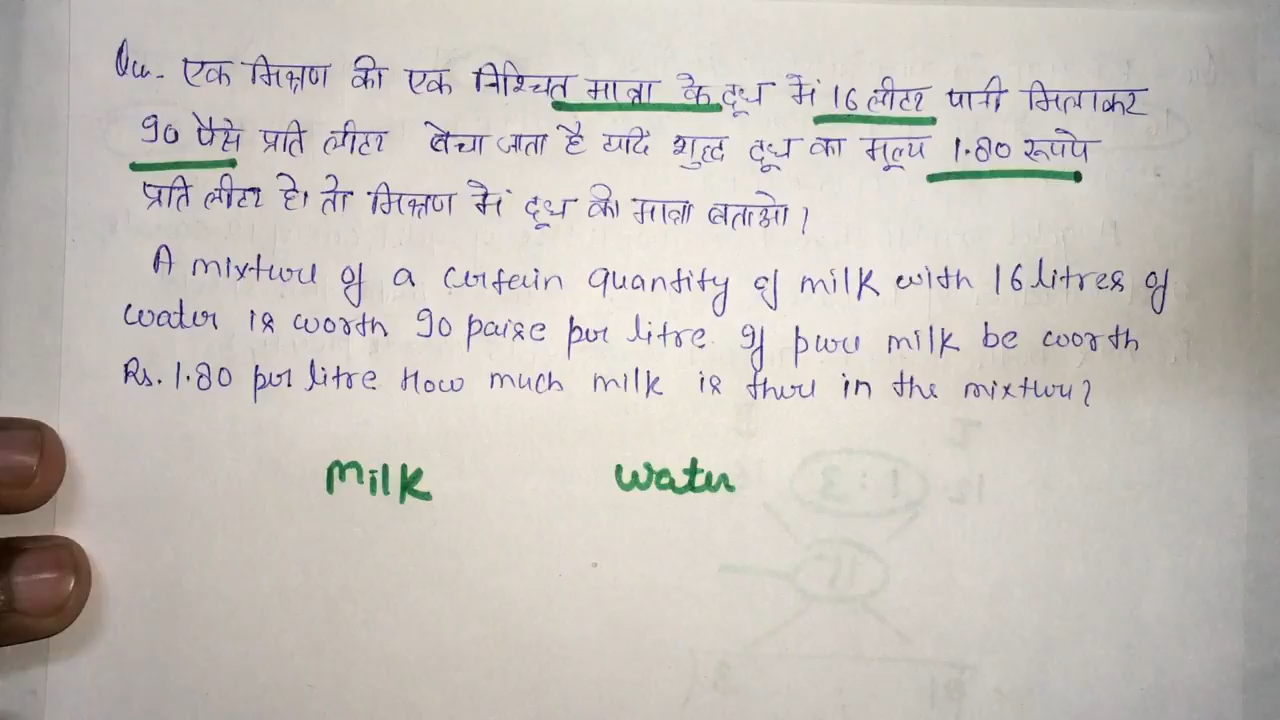 Qu. एक मिश्रण की एक निश्चित मात्रा के दूध में 16 लीटर पानी मिलाकर
90 पैसे प्रति लीटर बेचा जाता है यदि शुद्ध दूध का मूल्य 1.80 रूपये
प्रति लीटर है। तो मिश्रण में दूध की मात्रा बताओ ।
A mixture of a certain quantity of milk with 16 litres of
water is worth 90 paise per litre. If pure milk be worth
Rs. 1.80 per litre How much milk is there in the mixture?
Milk water